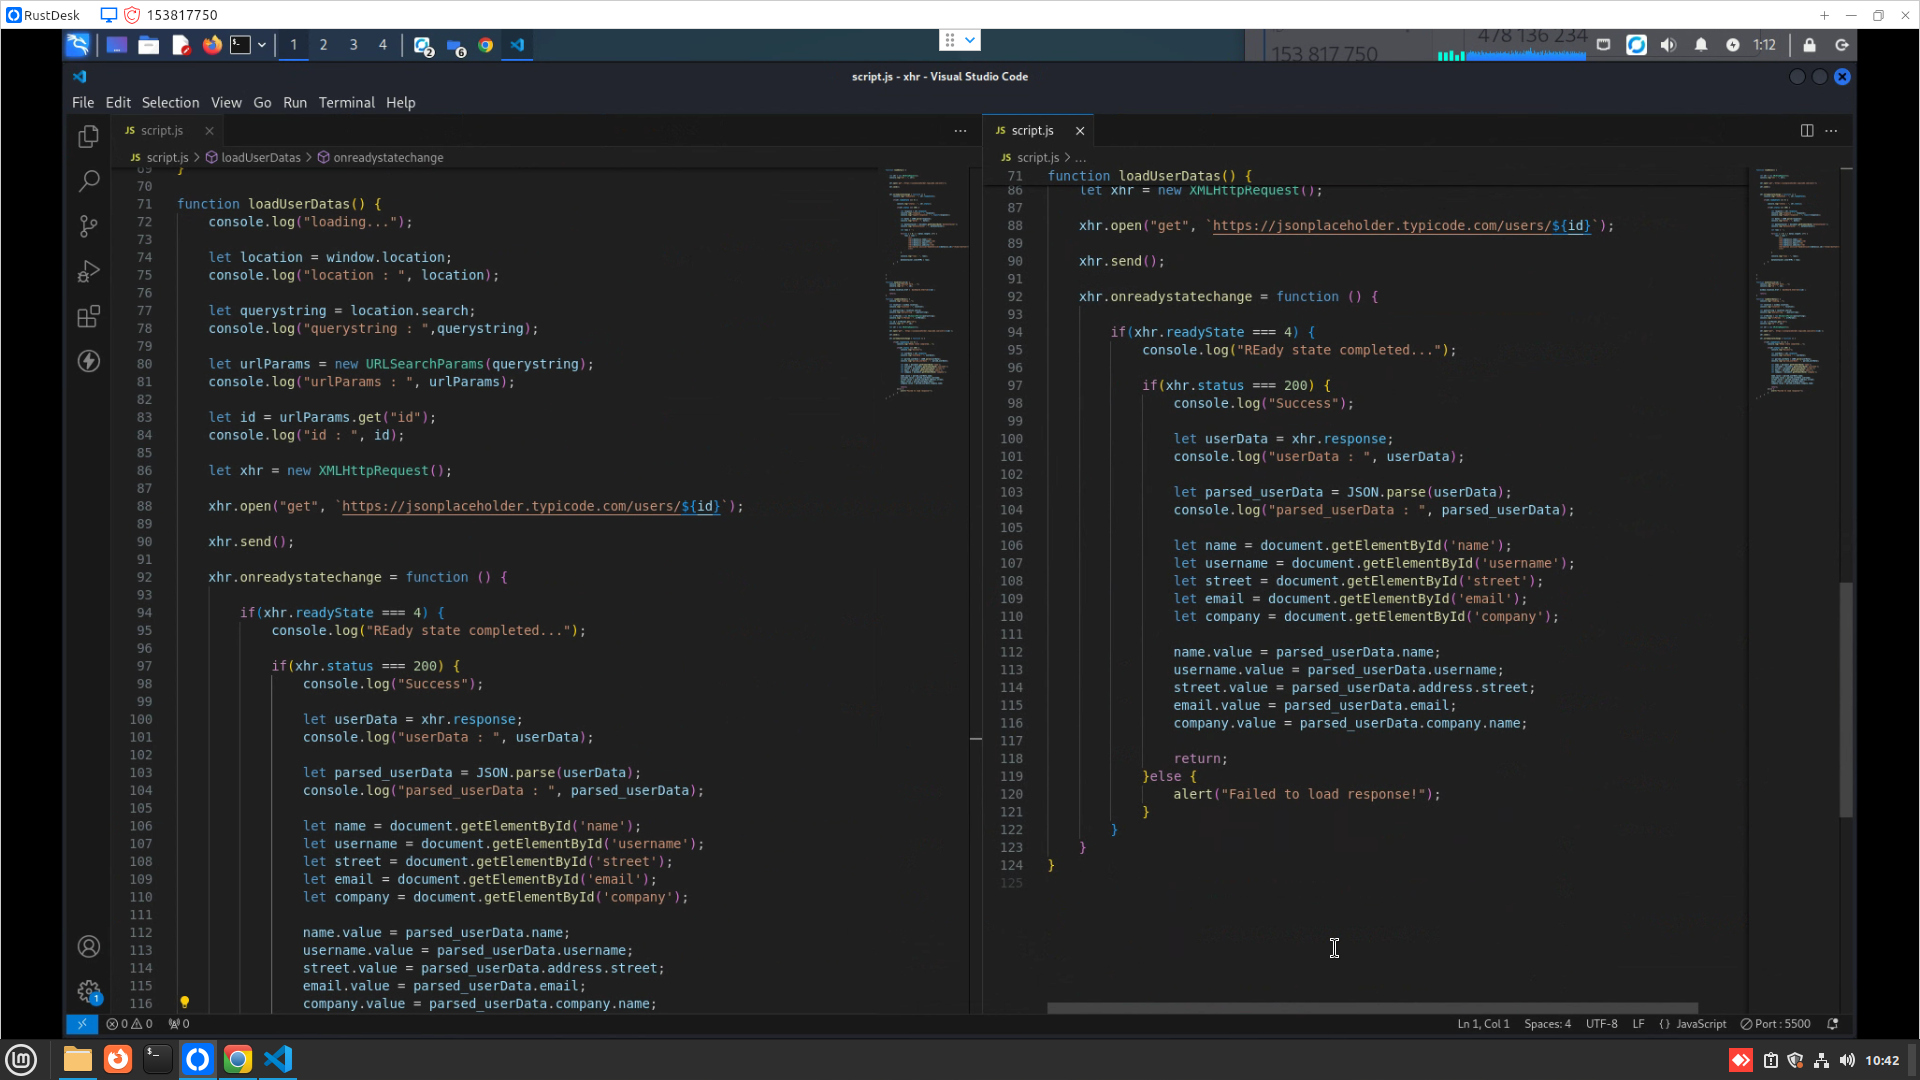 RustDesk 153817750
1 2 3 4 2 6 153 817 750 478 136 234 1:12
script.js - xhr - Visual Studio Code
File Edit Selection View Go Run Terminal Help
JS script.js
JS script.js > loadUserDatas > onreadystatechange
69 }
70
71 function loadUserDatas() {
72 console.log("loading...");
73
74 let location = window.location;
75 console.log("location : ", location);
76
77 let querystring = location.search;
78 console.log("querystring : ",querystring);
79
80 let urlParams = new URLSearchParams(querystring);
81 console.log("urlParams : ", urlParams);
82
83 let id = urlParams.get("id");
84 console.log("id : ", id);
85
86 let xhr = new XMLHttpRequest();
87
88 xhr.open("get", `https://jsonplaceholder.typicode.com/users/${id}`);
89
90 xhr.send();
91
92 xhr.onreadystatechange = function () {
93
94 if(xhr.readyState === 4) {
95 console.log("REady state completed...");
96
97 if(xhr.status === 200) {
98 console.log("Success");
99
100 let userData = xhr.response;
101 console.log("userData : ", userData);
102
103 let parsed_userData = JSON.parse(userData);
104 console.log("parsed_userData : ", parsed_userData);
105
106 let name = document.getElementById('name');
107 let username = document.getElementById('username');
108 let street = document.getElementById('street');
109 let email = document.getElementById('email');
110 let company = document.getElementById('company');
111
112 name.value = parsed_userData.name;
113 username.value = parsed_userData.username;
114 street.value = parsed_userData.address.street;
115 email.value = parsed_userData.email;
116 company.value = parsed_userData.company.name;
JS script.js
JS script.js > ...
71 function loadUserDatas() {
86 let xhr = new XMLHttpRequest();
87
88 xhr.open("get", `https://jsonplaceholder.typicode.com/users/${id}`);
89
90 xhr.send();
91
92 xhr.onreadystatechange = function () {
93
94 if(xhr.readyState === 4) {
95 console.log("REady state completed...");
96
97 if(xhr.status === 200) {
98 console.log("Success");
99
100 let userData = xhr.response;
101 console.log("userData : ", userData);
102
103 let parsed_userData = JSON.parse(userData);
104 console.log("parsed_userData : ", parsed_userData);
105
106 let name = document.getElementById('name');
107 let username = document.getElementById('username');
108 let street = document.getElementById('street');
109 let email = document.getElementById('email');
110 let company = document.getElementById('company');
111
112 name.value = parsed_userData.name;
113 username.value = parsed_userData.username;
114 street.value = parsed_userData.address.street;
115 email.value = parsed_userData.email;
116 company.value = parsed_userData.company.name;
117
118 return;
119 }else {
120 alert("Failed to load response!");
121 }
122 }
123 }
124 }
125
1
0 0 0 Ln 1, Col 1 Spaces: 4 UTF-8 LF {} JavaScript Port : 5500
10:42